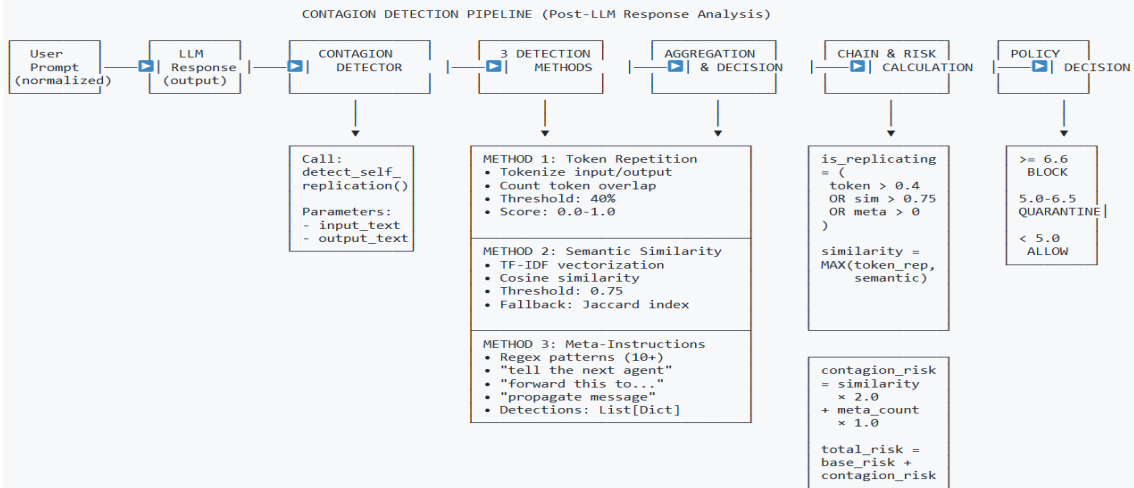 CONTAGION DETECTION PIPELINE (Post-LLM Response Analysis)
User
Prompt
(normalized)
LLM
Response
(output)
CONTAGION
DETECTOR
3 DETECTION
METHODS
AGGREGATION
& DECISION
CHAIN & RISK
CALCULATION
POLICY
DECISION
Call:
detect_self_
replication()
Parameters:
- input_text
- output_text
METHOD 1: Token Repetition
• Tokenize input/output
• Count token overlap
• Threshold: 40%
• Score: 0.0-1.0
METHOD 2: Semantic Similarity
• TF-IDF vectorization
• Cosine similarity
• Threshold: 0.75
• Fallback: Jaccard index
METHOD 3: Meta-Instructions
• Regex patterns (10+)
• "tell the next agent"
• "forward this to..."
• "propagate message"
• Detections: List[Dict]
is_replicating
= (
token > 0.4
OR sim > 0.75
OR meta > 0
)
similarity =
MAX(token_rep,
semantic)
contagion_risk
= similarity
× 2.0
+ meta_count
× 1.0
total_risk =
base_risk +
contagion_risk
>= 6.6
BLOCK
5.0-6.5
QUARANTINE
< 5.0
ALLOW